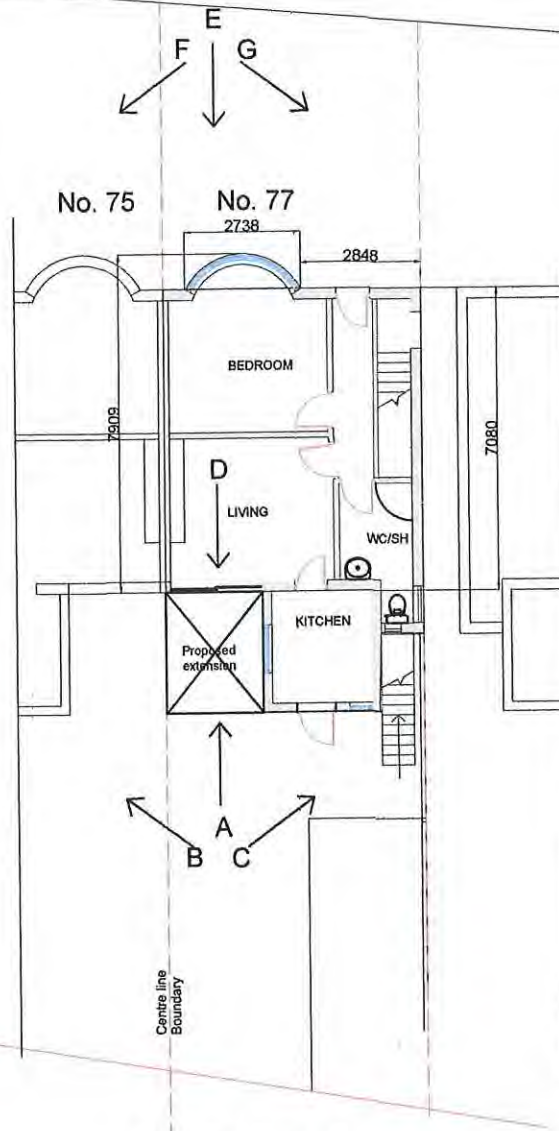 E
F
G
No. 75
No. 77
2738
2848
BEDROOM
7909
7080
D
LIVING
WC/SH
KITCHEN
Proposed
extension
A
B
C
Centre line
Boundary